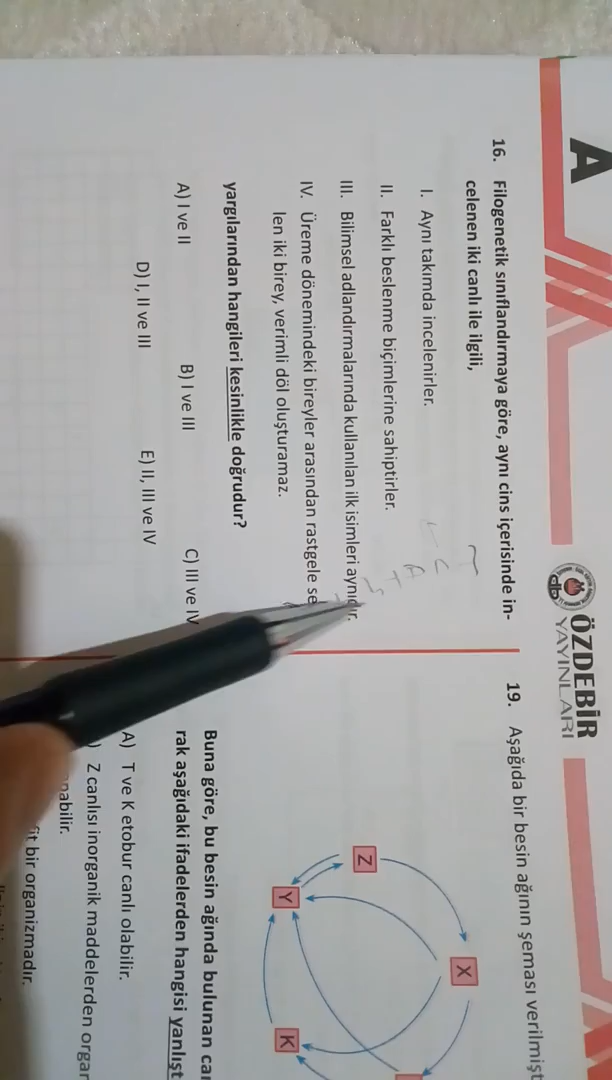 A
ÖZDEBİR
YAYINLARI
16. Filogenetik sınıflandırmaya göre, aynı cins içerisinde in-
celenen iki canlı ile ilgili,
I. Aynı takımda incelenirler.
II. Farklı beslenme biçimlerine sahiptirler.
III. Bilimsel adlandırmalarında kullanılan ilk isimleri aynıdır.
IV. Üreme dönemindeki bireyler arasından rastgele se
len iki birey, verimli döl oluşturamaz.
yargılarından hangileri kesinlikle doğrudur?
A) I ve II
B) I ve III
C) III ve IV
D) I, II ve III
E) II, III ve IV
19. Aşağıda bir besin ağının şeması verilmişt
Z
X
Y
K
Buna göre, bu besin ağında bulunan can
rak aşağıdaki ifadelerden hangisi yanlışt
A) T ve K etobur canlı olabilir.
) Z canlısı inorganik maddelerden organ
nabilir.
fit bir organizmadır.